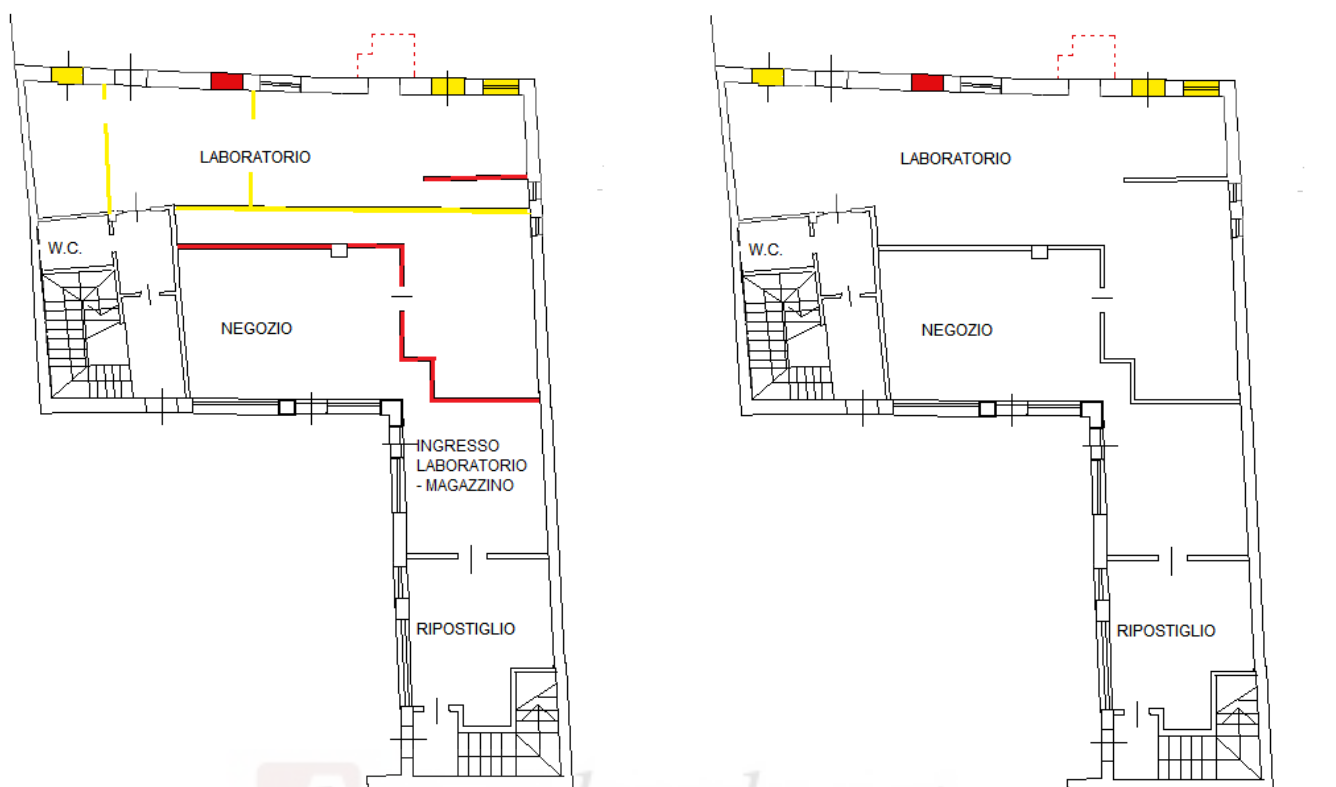 LABORATORIO
W.C.
NEGOZIO
INGRESSO
LABORATORIO
- MAGAZZINO
RIPOSTIGLIO
LABORATORIO
W.C.
NEGOZIO
RIPOSTIGLIO